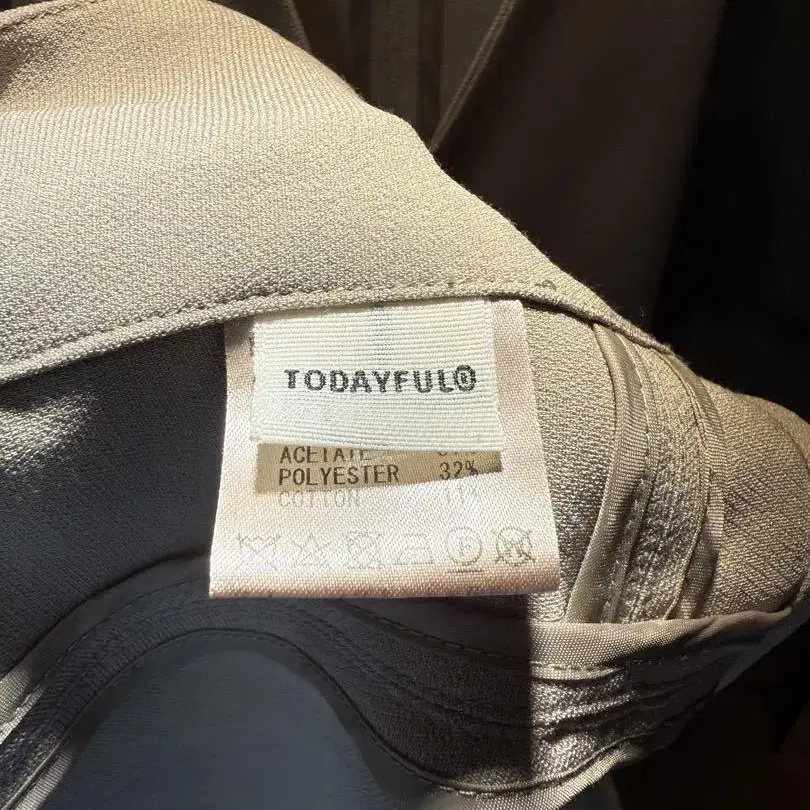 TODAYFUL®
ACETATE
POLYESTER 32%
COTTON